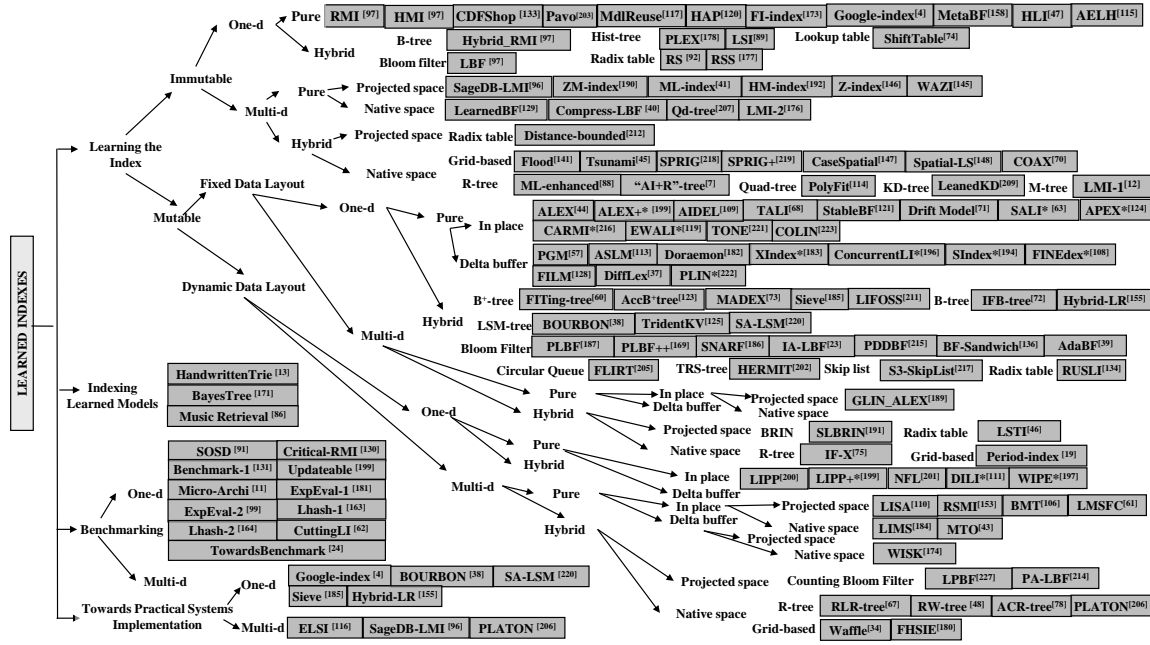 One-d
Pure RMI [97] HMI [97] CDFShop [133] Pavo[203] MdlReuse[117] HAP[120] FI-index[173] Google-index[4] MetaBF[158] HLI[47] AELH[115]
Hybrid
B-tree Hybrid_RMI [97] Hist-tree PLEX[178] LSI[89] Lookup table ShiftTable[74]
Bloom filter LBF [97] Radix table RS [92] RSS [177]
Immutable
Multi-d
Pure
Projected space SageDB-LMI[96] ZM-index[190] ML-index[41] HM-index[192] Z-index[146] WAZI[145]
Native space LearnedBF[129] Compress-LBF [40] Qd-tree[207] LMI-2[176]
Hybrid
Projected space Radix table Distance-bounded[212]
Native space
Grid-based Flood[141] Tsunami[45] SPRIG[218] SPRIG+[219] CaseSpatial[147] Spatial-LS[148] COAX[70]
R-tree ML-enhanced[88] “AI+R”-tree[7] Quad-tree PolyFit[114] KD-tree LeanedKD[209] M-tree LMI-1[12]
Learning the
Index
Mutable
Fixed Data Layout
One-d
Pure
In place
ALEX[44] ALEX+*[199] AIDEL[109] TALI[68] StableBF[121] Drift Model[71] SALI* [63] APEX*[124]
CARMI*[216] EWALI*[119] TONE[221] COLIN[223]
Delta buffer
PGM[57] ASLM[113] Doraemon[182] XIndex*[183] ConcurrentLI*[196] SIndex*[194] FINEdex*[108]
FILM[128] DiffLex[37] PLIN*[222]
Hybrid
B+-tree FITing-tree[60] AccB+tree[123] MADEX[73] Sieve[185] LIFOSS[211] B-tree IFB-tree[72] Hybrid-LR[155]
LSM-tree BOURBON[38] TridentKV[125] SA-LSM[220]
Bloom Filter PLBF[187] PLBF++[169] SNARF[186] IA-LBF[23] PDDBF[215] BF-Sandwich[136] AdaBF[39]
Circular Queue FLIRT[205] TRS-tree HERMIT[202] Skip list S3-SkipList[217] Radix table RUSLI[134]
Multi-d
Pure
In place
Projected space GLIN_ALEX[189]
Native space
Delta buffer
Hybrid
Projected space BRIN SLBRIN[191] Radix table LSTI[46]
Native space R-tree IF-X[75] Grid-based Period-index[19]
Dynamic Data Layout
One-d
Pure
In place LIPP[200] LIPP+*[199] NFL[201] DILI*[111] WIPE*[197]
Delta buffer
Hybrid
Multi-d
Pure
In place
Projected space LISA[110] RSMI[153] BMT[106] LMSFC[61]
Native space LIMS[184] MTO[43]
Delta buffer
Projected space
Native space WISK[174]
Hybrid
Projected space Counting Bloom Filter LPBF[227] PA-LBF[214]
Native space
R-tree RLR-tree[67] RW-tree[48] ACR-tree[78] PLATON[206]
Grid-based Waffle[34] FHSIE[180]
LEARNED INDEXES
Indexing
Learned Models
HandwrittenTrie [13]
BayesTree [171]
Music Retrieval [86]
Benchmarking
One-d
SOSD [91] Critical-RMI [130]
Benchmark-1 [131] Updateable [199]
Micro-Archi [11] ExpEval-1 [181]
ExpEval-2 [99] Lhash-1 [163]
Lhash-2 [164] CuttingLI [62]
TowardsBenchmark [24]
Multi-d
Towards Practical Systems
Implementation
One-d
Google-index [4] BOURBON [38] SA-LSM [220]
Sieve [185] Hybrid-LR [155]
Multi-d ELSI [116] SageDB-LMI [96] PLATON [206]